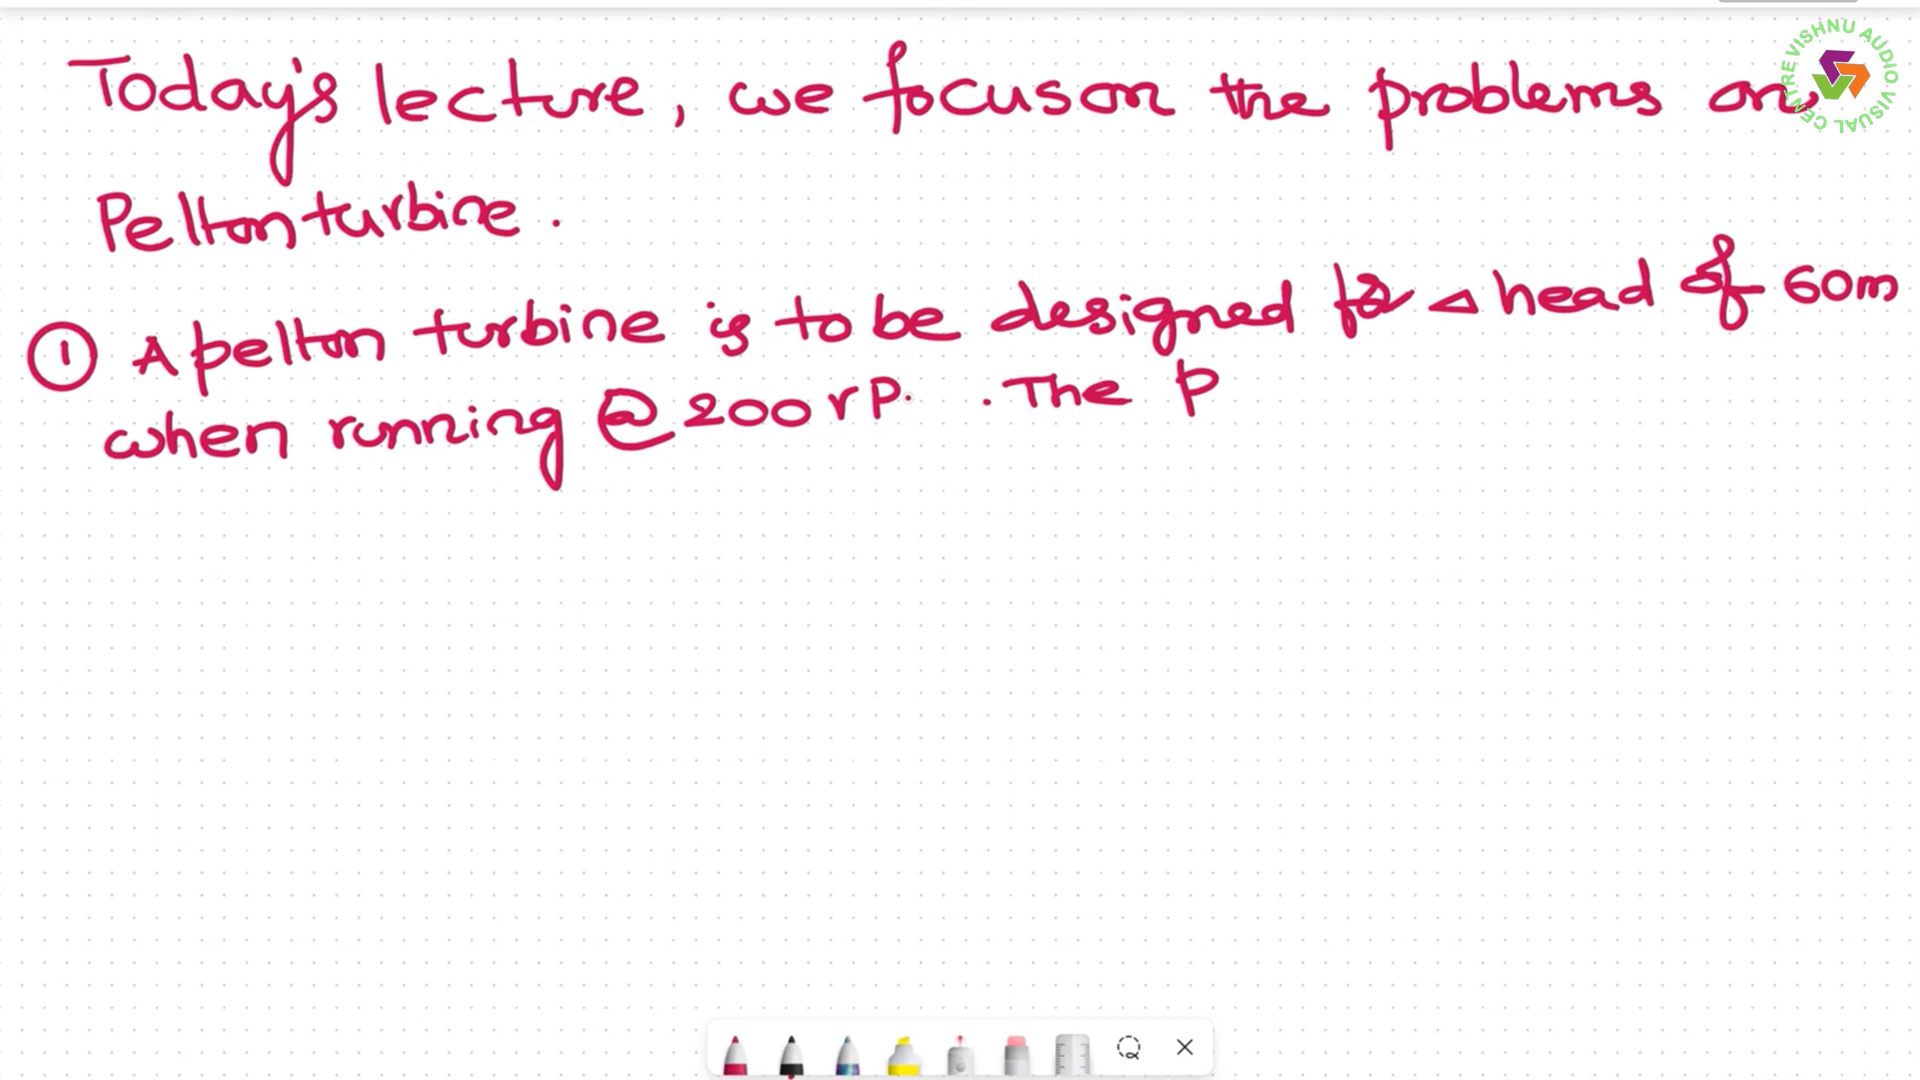 Today's lecture, we focus on the problems on
Pelton turbine.
① A pelton turbine is to be designed for a head of 60m
when running @ 200 rP. . The p
VISHNU AUDIO VISUAL CENTRE